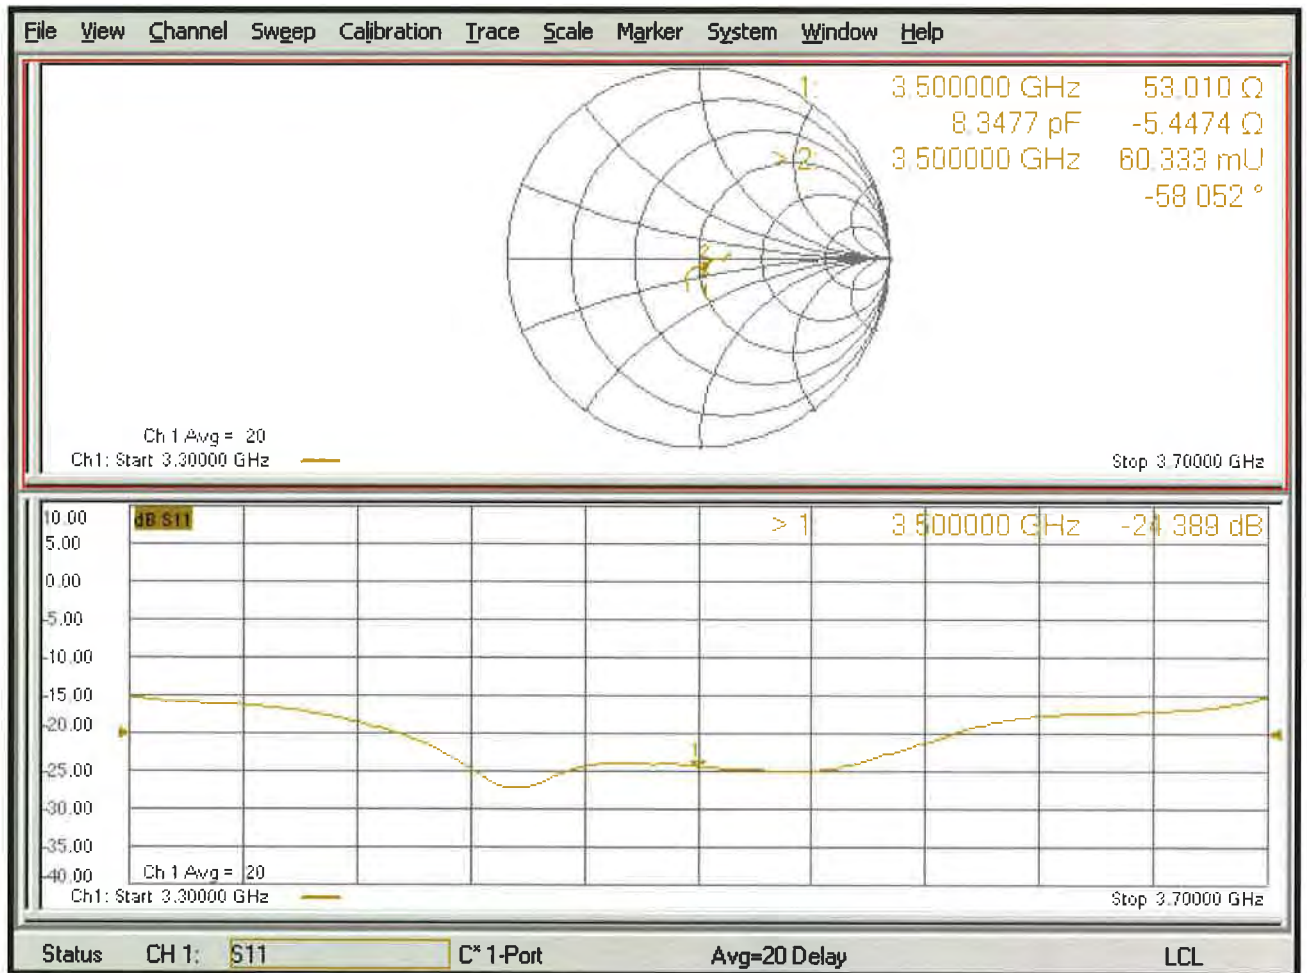 File View Channel Sweep Calibration Trace Scale Marker System Window Help
1: 3.500000 GHz 53.010 Ω
8.3477 pF -5.4474 Ω
> 2: 3.500000 GHz 60.333 mU
-58.052 °
2
Ch 1 Avg = 20
Ch1: Start 3.30000 GHz
Stop 3.70000 GHz
10.00
dB S11
> 1: 3.500000 GHz -24.389 dB
5.00
0.00
-5.00
-10.00
-15.00
-20.00
1
-25.00
-30.00
-35.00
-40.00
Ch 1 Avg = 20
Ch1: Start 3.30000 GHz
Stop 3.70000 GHz
Status CH 1: S11 C* 1-Port Avg=20 Delay LCL